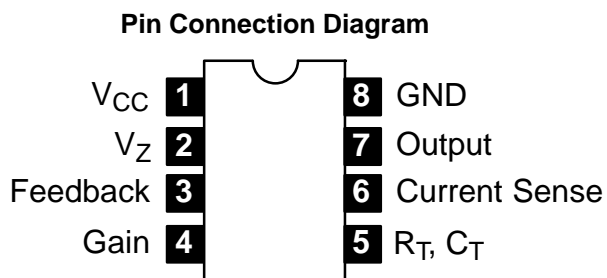 Pin Connection Diagram
VCC 1 8 GND
VZ 2 7 Output
Feedback 3 6 Current Sense
Gain 4 5 RT, CT